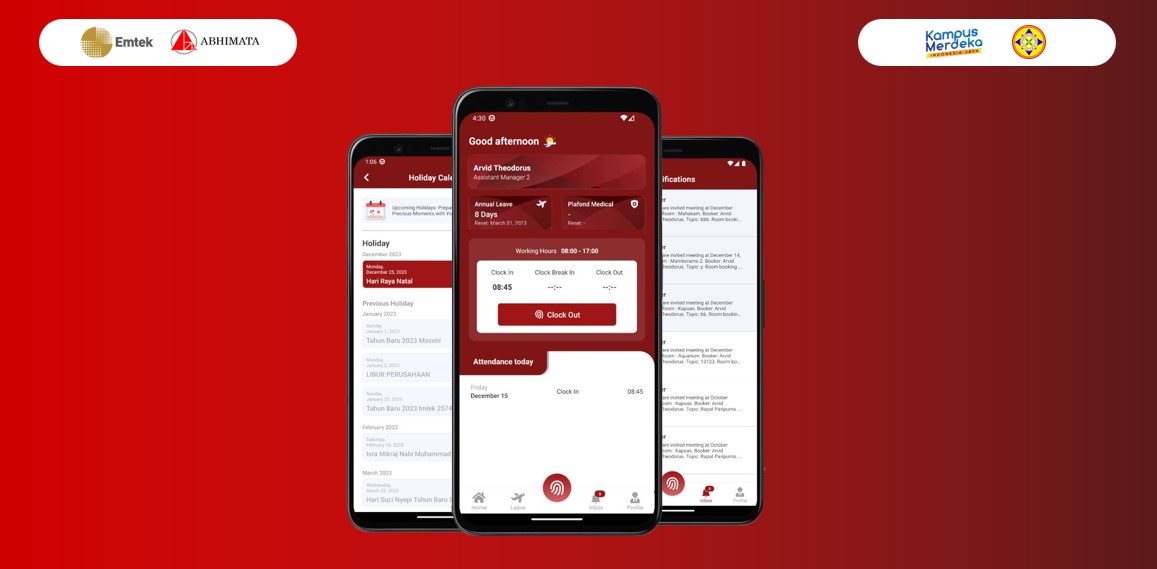 Emtek
ABHIMATA
Kampus
Merdeka
INDONESIA JAYA
1:06
Holiday Cale
Upcoming Holidays: Prepa
Precious Moments with Yo
Holiday
December 2023
Monday,
December 25, 2023
Hari Raya Natal
Previous Holiday
January 2023
Sunday
January 1, 2023
Tahun Baru 2023 Masehi
Monday
January 2, 2023
LIBUR PERUSAHAAN
Sunday
January 22, 2023
Tahun Baru 2023 Imlek 2574
February 2023
Saturday
February 18, 2023
Isra Mikraj Nabi Muhammad
March 2023
Wednesday,
March 22, 2023
Hari Suci Nyepi Tahun Baru S
4:30
Good afternoon
Arvid Theodorus
Assistant Manager 2
Annual Leave
8 Days
Reset: March 31, 2023
Plafond Medical
-
Reset: -
Working Hours 08:00 - 17:00
Clock In Clock Break In Clock Out
08:45 --:-- --:--
Clock Out
Attendance today
Friday
December 15 Clock In 08:45
Home Leave Inbox Profile
3
ifications
er
are invited meeting at December
Room : Mahakam. Booker: Arvid
Theodorus. Topic: bbb. Room booki...
er
are invited meeting at December 14,
om : Mamberamo 2. Booker: Arvid
Theodorus. Topic: y. Room booking ...
er
are invited meeting at December
Room : Kapuas. Booker: Arvid
Theodorus. Topic: bb. Room bookin...
er
are invited meeting at December
Room : Aquarium. Booker: Arvid
Theodorus. Topic: 13123. Room bo...
er
are invited meeting at October
om : Kapuas. Booker: Arvid
Theodorus. Topic: Rapat Paripurna. ...
er
are invited meeting at October
oom : Kapuas. Booker: Arvid
Theodorus. Topic: Rapat Paripurna ...
3
Inbox Profile